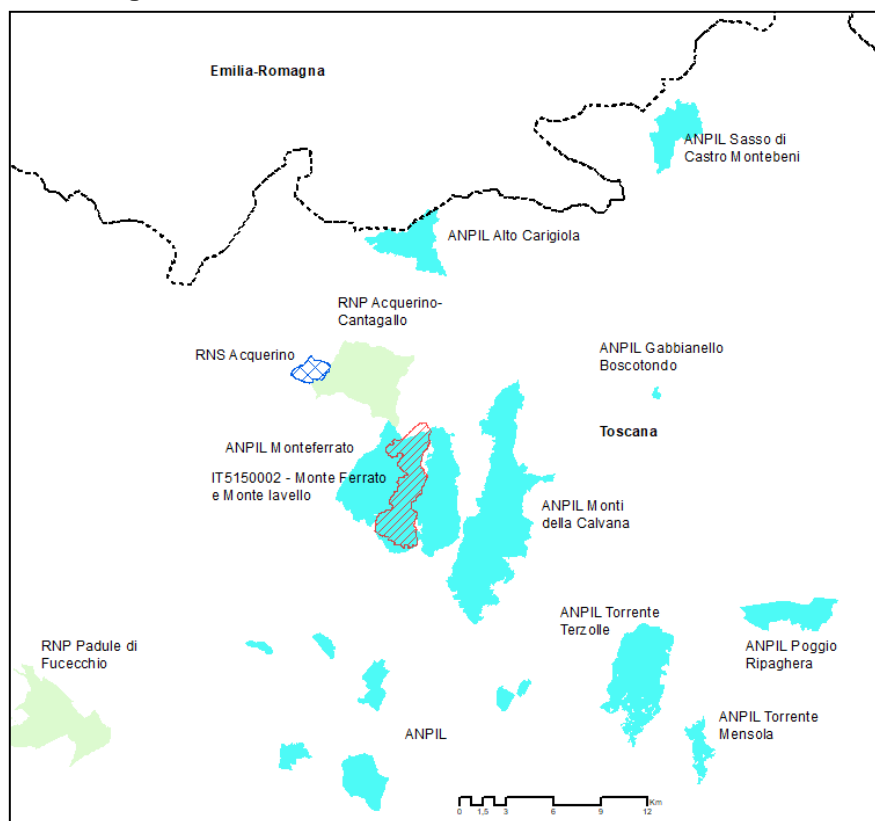 Emilia-Romagna
ANPIL Sasso di
Castro Montebeni
ANPIL Alto Carigiola
RNP Acquerino-
Cantagallo
RNS Acquerino
ANPIL Gabbianello
Boscotondo
Toscana
ANPIL Monteferrato
IT5150002 - Monte Ferrato
e Monte Iavello
ANPIL Monti
della Calvana
ANPIL Torrente
Terzolle
RNP Padule di
Fucecchio
ANPIL Poggio
Ripaghera
ANPIL Torrente
Mensola
ANPIL
Km
0 1,5 3 6 9 12